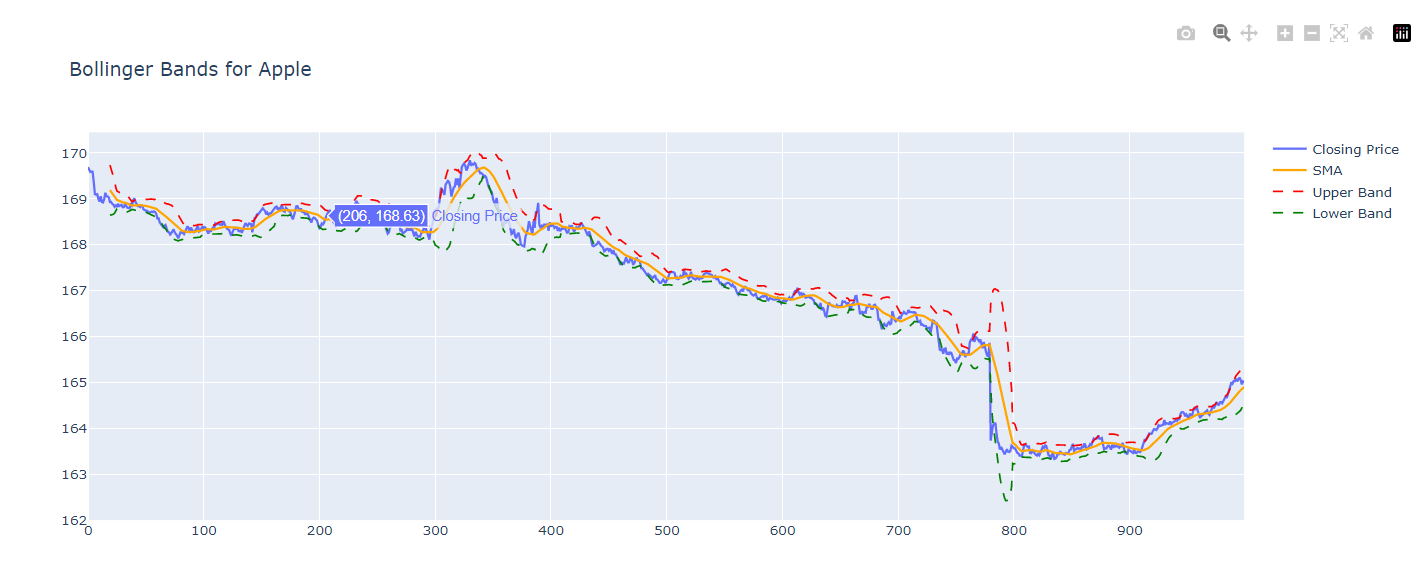 Bollinger Bands for Apple
170
169
168
167
166
165
164
163
162
0 100 200 300 400 500 600 700 800 900
(206, 168.63) Closing Price
Closing Price
SMA
Upper Band
Lower Band